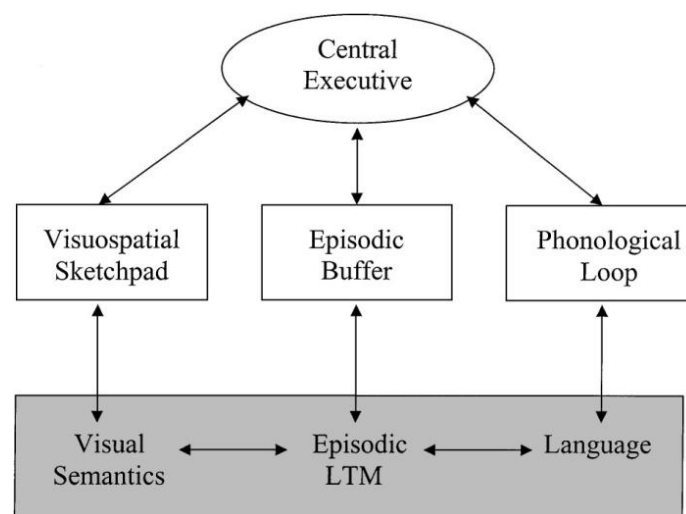 Central
Executive
Visuospatial
Sketchpad
Episodic
Buffer
Phonological
Loop
Visual
Semantics
Episodic
LTM
Language